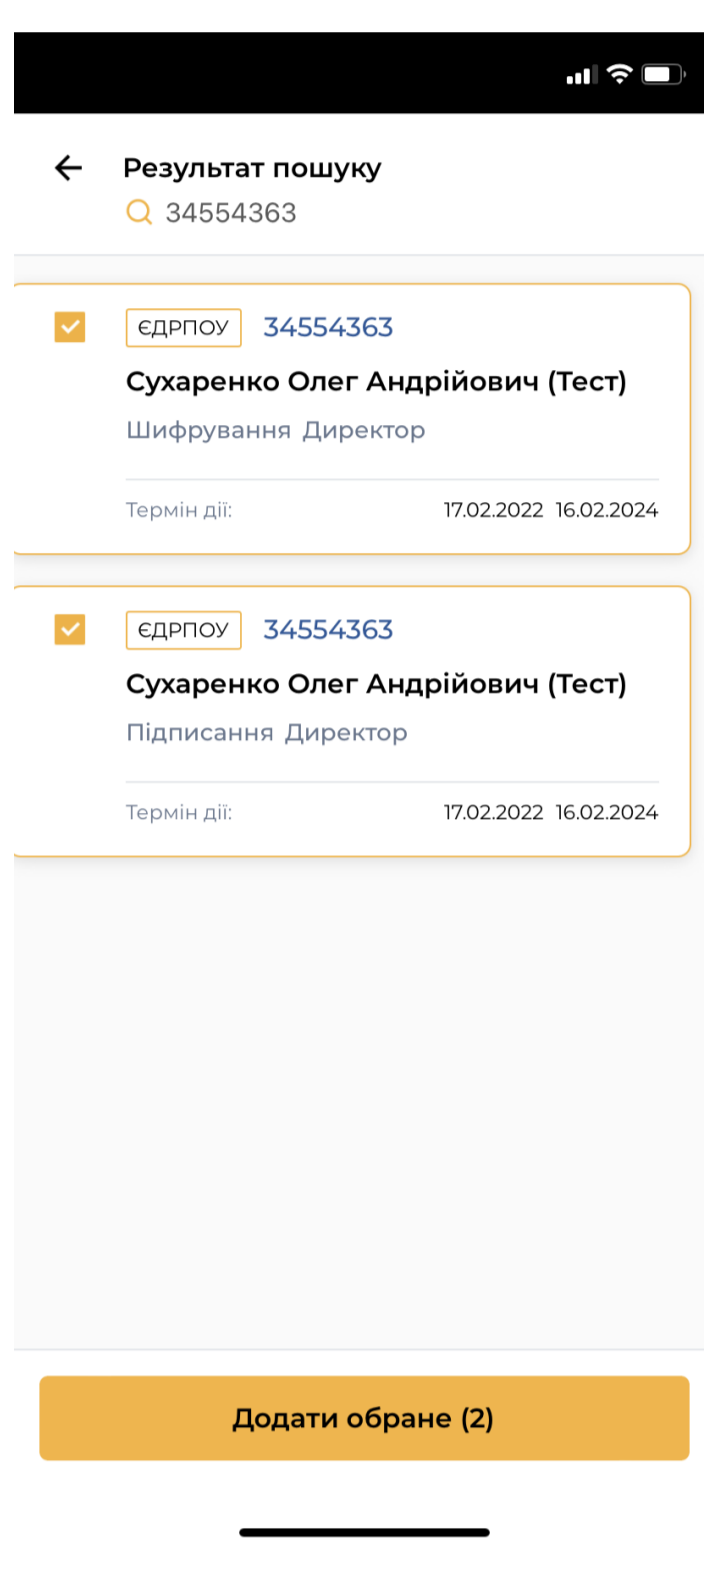 Результат пошуку
34554363
ЄДРПОУ 34554363
Сухаренко Олег Андрійович (Тест)
Шифрування Директор
Термін дії: 17.02.2022 16.02.2024
ЄДРПОУ 34554363
Сухаренко Олег Андрійович (Тест)
Підписання Директор
Термін дії: 17.02.2022 16.02.2024
Додати обране (2)